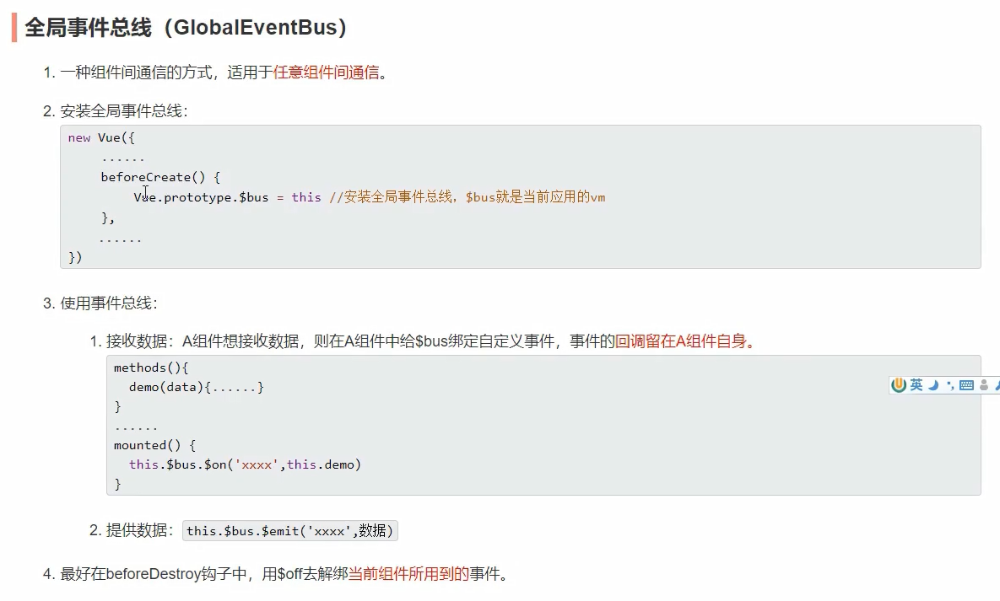 全局事件总线（GlobalEventBus）
1. 一种组件间通信的方式，适用于任意组件间通信。
2. 安装全局事件总线：
new Vue({
......
beforeCreate() {
Vue.prototype.$bus = this //安装全局事件总线，$bus就是当前应用的vm
},
......
})
3. 使用事件总线：
1. 接收数据：A组件想接收数据，则在A组件中给$bus绑定自定义事件，事件的回调留在A组件自身。
methods(){
demo(data){......}
}
......
mounted() {
this.$bus.$on('xxxx',this.demo)
}
英
2. 提供数据：this.$bus.$emit('xxxx',数据)
4. 最好在beforeDestroy钩子中，用$off去解绑当前组件所用到的事件。